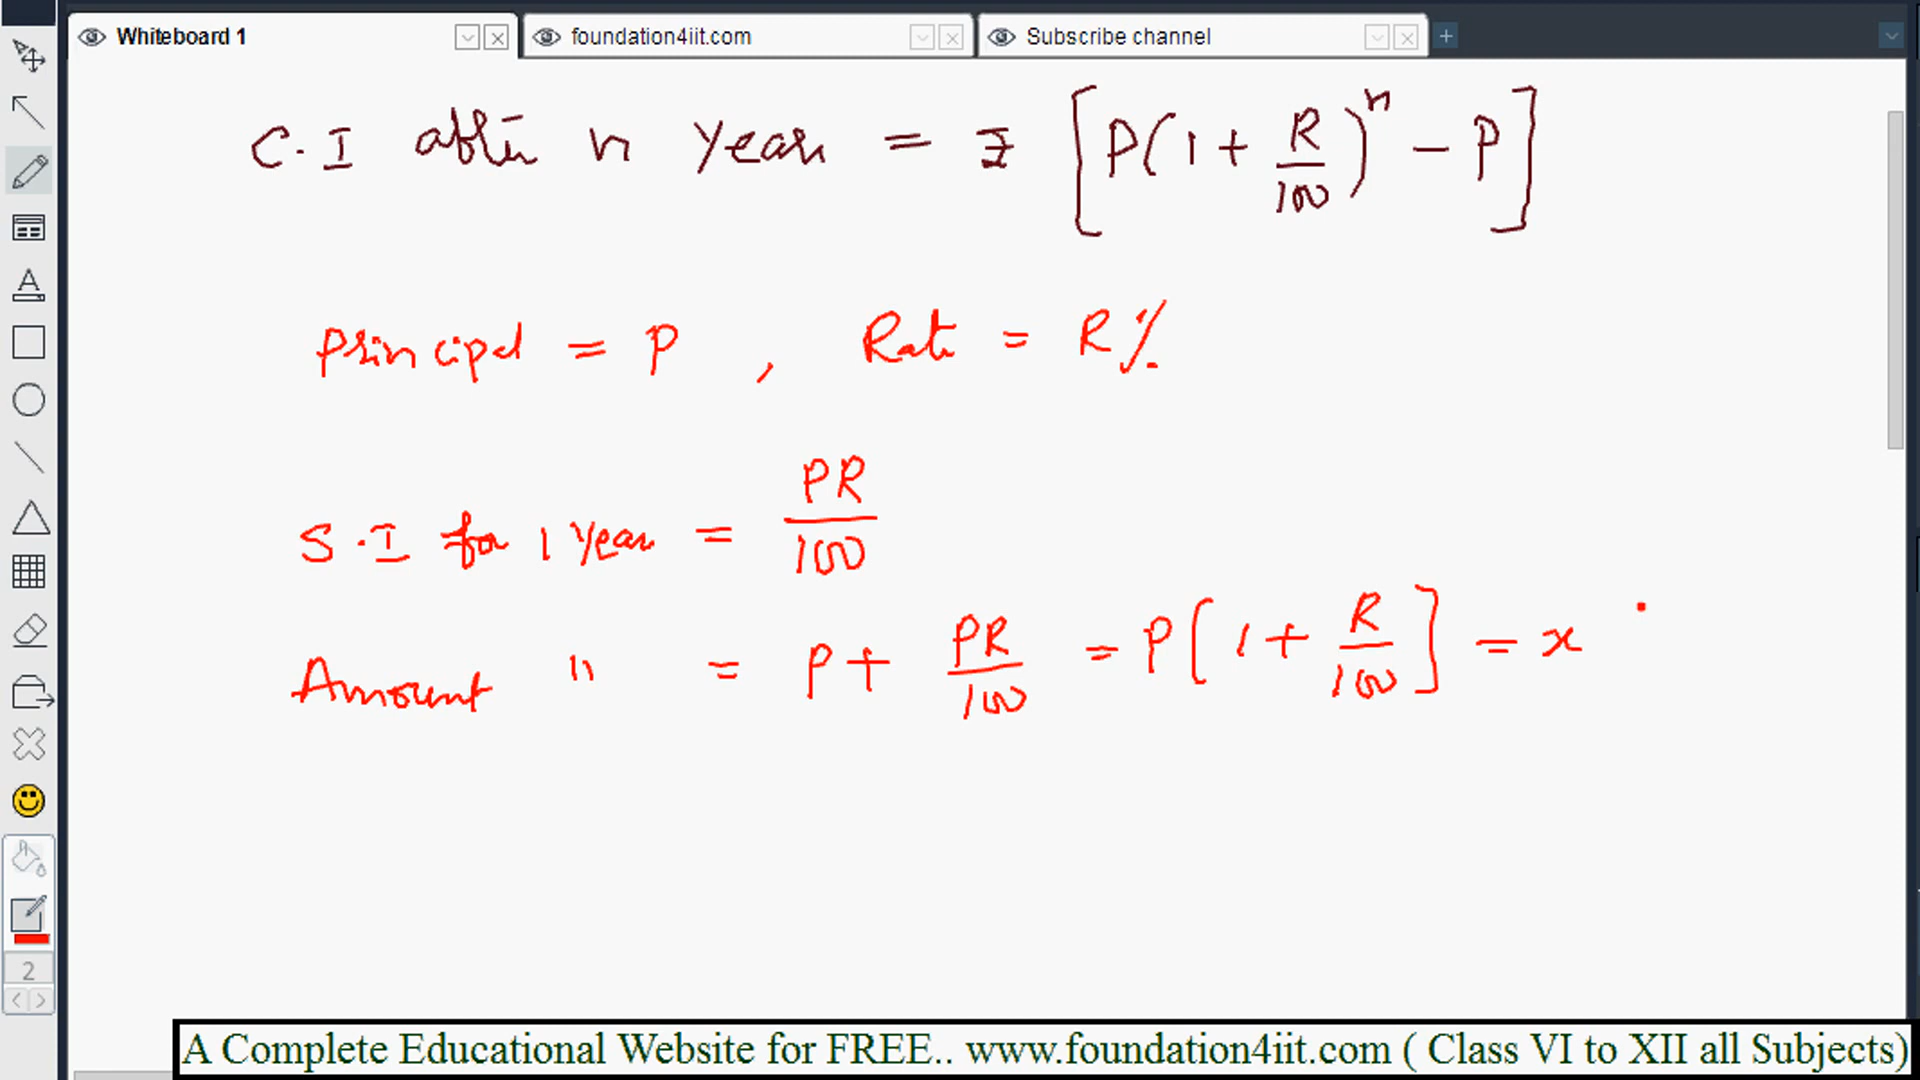 Whiteboard 1 foundation4iit.com Subscribe channel
C.I after n year = ₹ [P(1 + R/100)^n - P]
Principal = P , Rate = R%
S.I for 1 year = PR/100
Amount " = P + PR/100 = P[1 + R/100] = x
2
A Complete Educational Website for FREE.. www.foundation4iit.com ( Class VI to XII all Subjects)